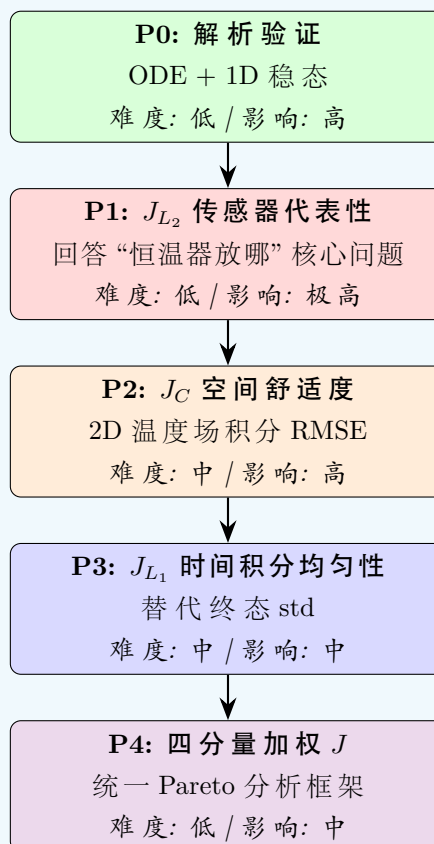 P0: 解析验证
ODE + 1D 稳态
难度: 低 / 影响: 高
P1: J_{L_2} 传感器代表性
回答 “恒温器放哪” 核心问题
难度: 低 / 影响: 极高
P2: J_C 空间舒适度
2D 温度场积分 RMSE
难度: 中 / 影响: 高
P3: J_{L_1} 时间积分均匀性
替代终态 std
难度: 中 / 影响: 中
P4: 四分量加权 J
统一 Pareto 分析框架
难度: 低 / 影响: 中